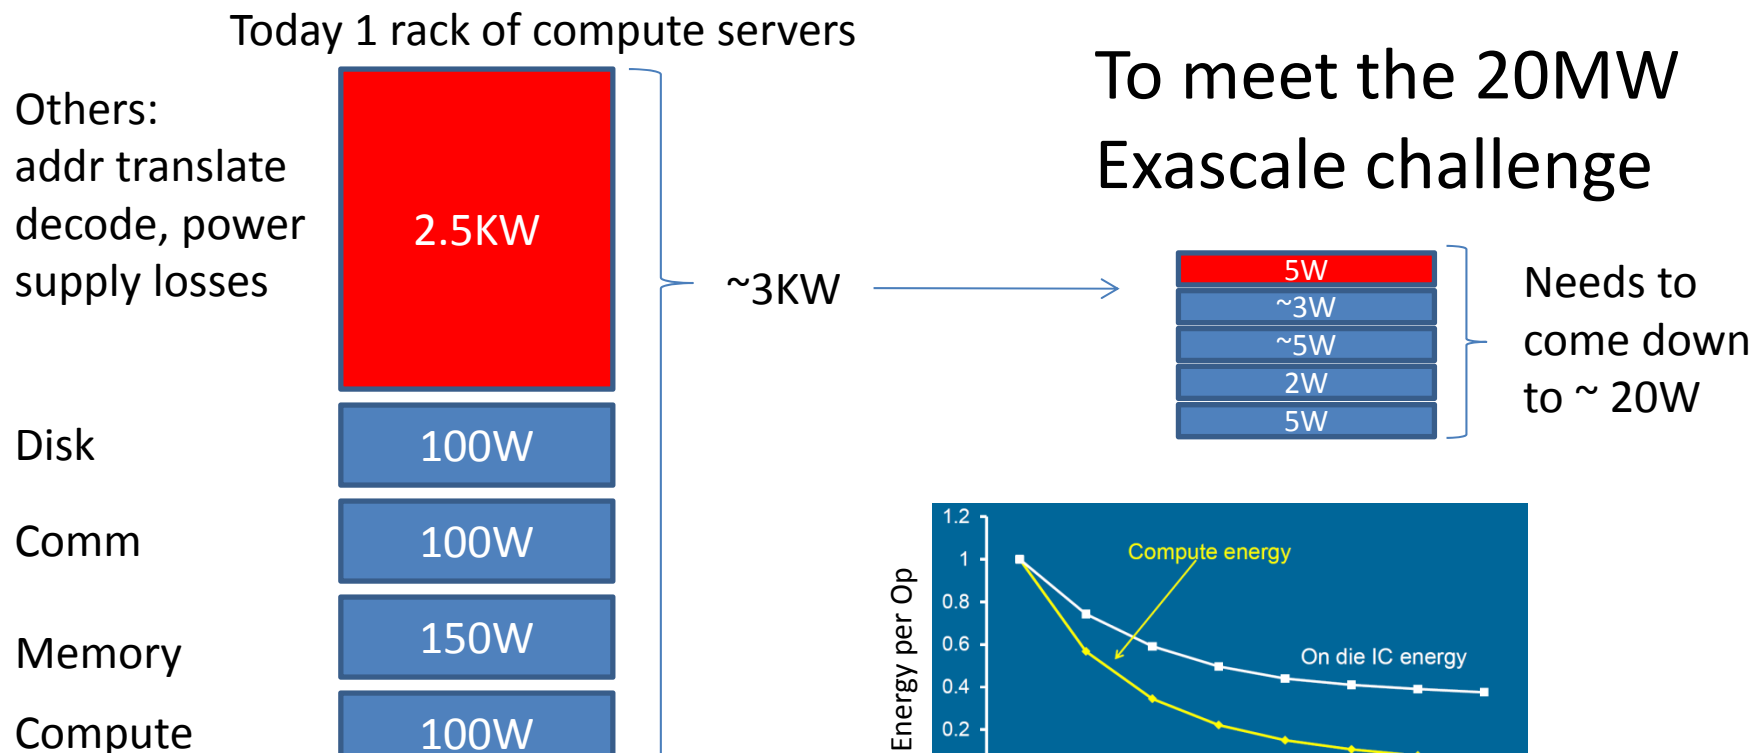 Today 1 rack of compute servers
To meet the 20MW
Exascale challenge
Others:
addr translate
decode, power
supply losses
2.5KW
~3KW
5W
~3W
~5W
2W
5W
Needs to
come down
to ~ 20W
Disk
100W
Comm
100W
Memory
150W
Compute
100W
Energy per Op
1.2
1
0.8
0.6
0.4
0.2
Compute energy
On die IC energy